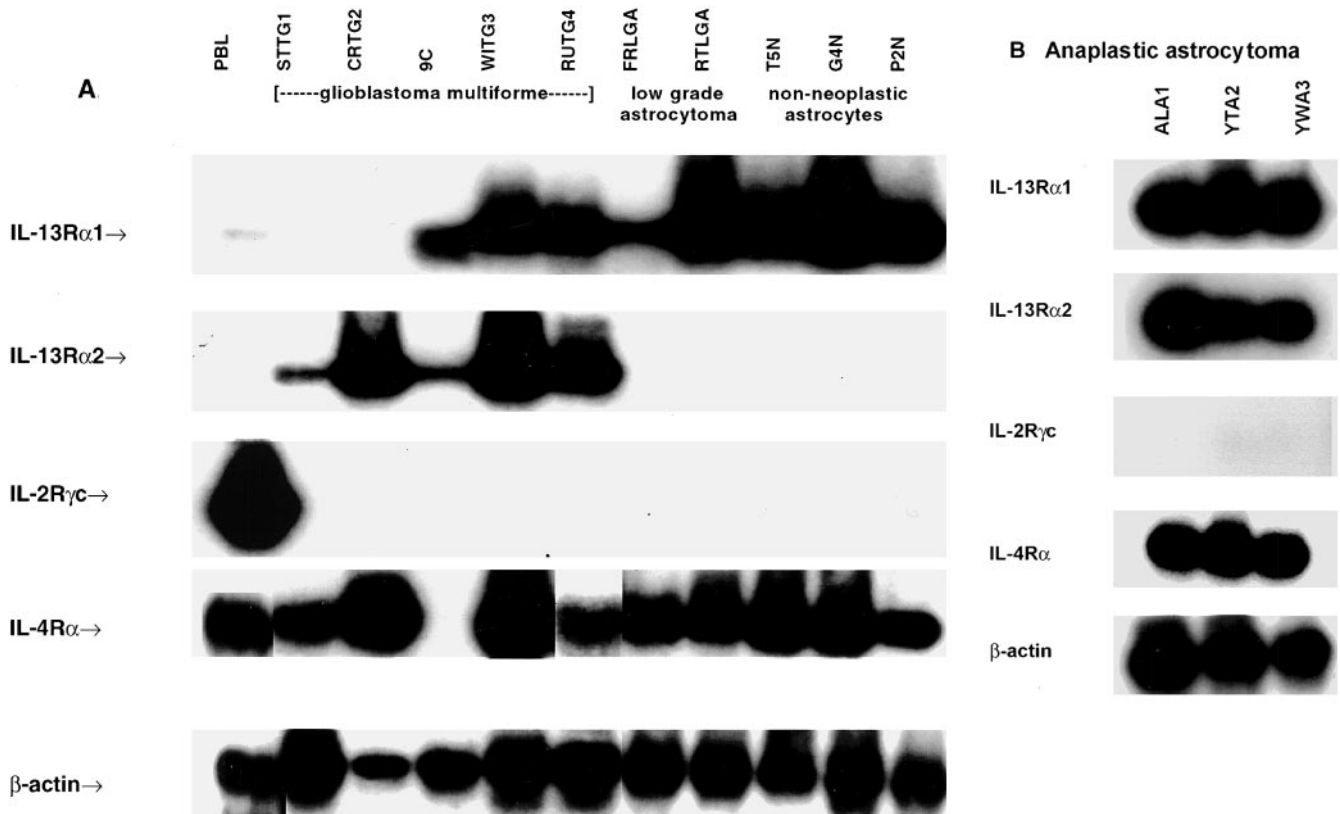 A
PBL
STTG1
CRTG2
9C
WITG3
RUTG4
FRLGA
RTLGA
T5N
G4N
P2N
[------glioblastoma multiforme------]
low grade
astrocytoma
non-neoplastic
astrocytes
IL-13Rα1→
IL-13Rα2→
IL-2Rγc→
IL-4Rα→
β-actin→
B Anaplastic astrocytoma
ALA1
YTA2
YWA3
IL-13Rα1
IL-13Rα2
IL-2Rγc
IL-4Rα
β-actin